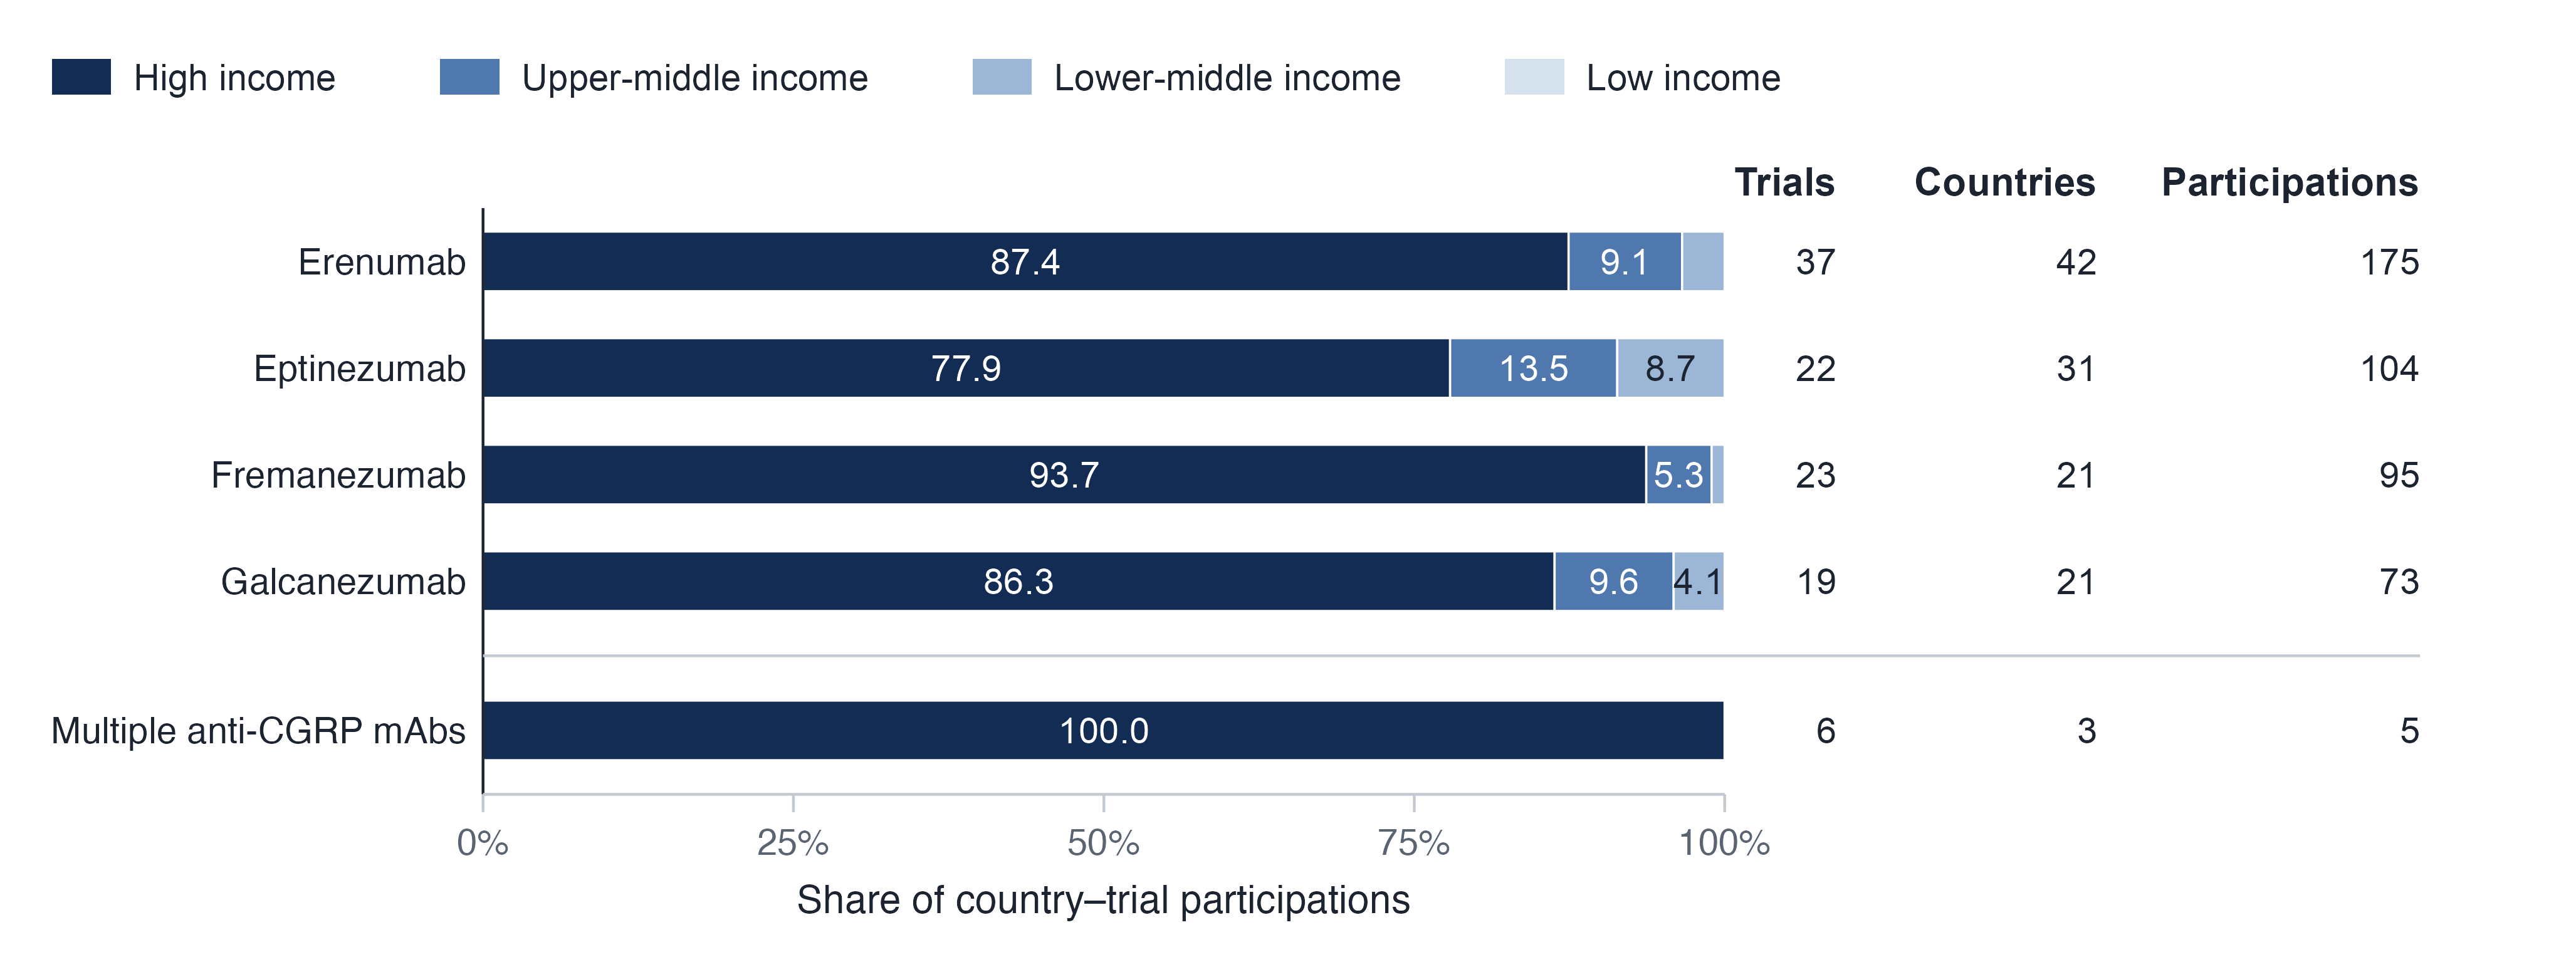 High income Upper-middle income Lower-middle income Low income
Trials Countries Participations
Erenumab 87.4 9.1 37 42 175
Eptinezumab 77.9 13.5 8.7 22 31 104
Fremanezumab 93.7 5.3 23 21 95
Galcanezumab 86.3 9.6 4.1 19 21 73
Multiple anti-CGRP mAbs 100.0 6 3 5
0% 25% 50% 75% 100%
Share of country–trial participations